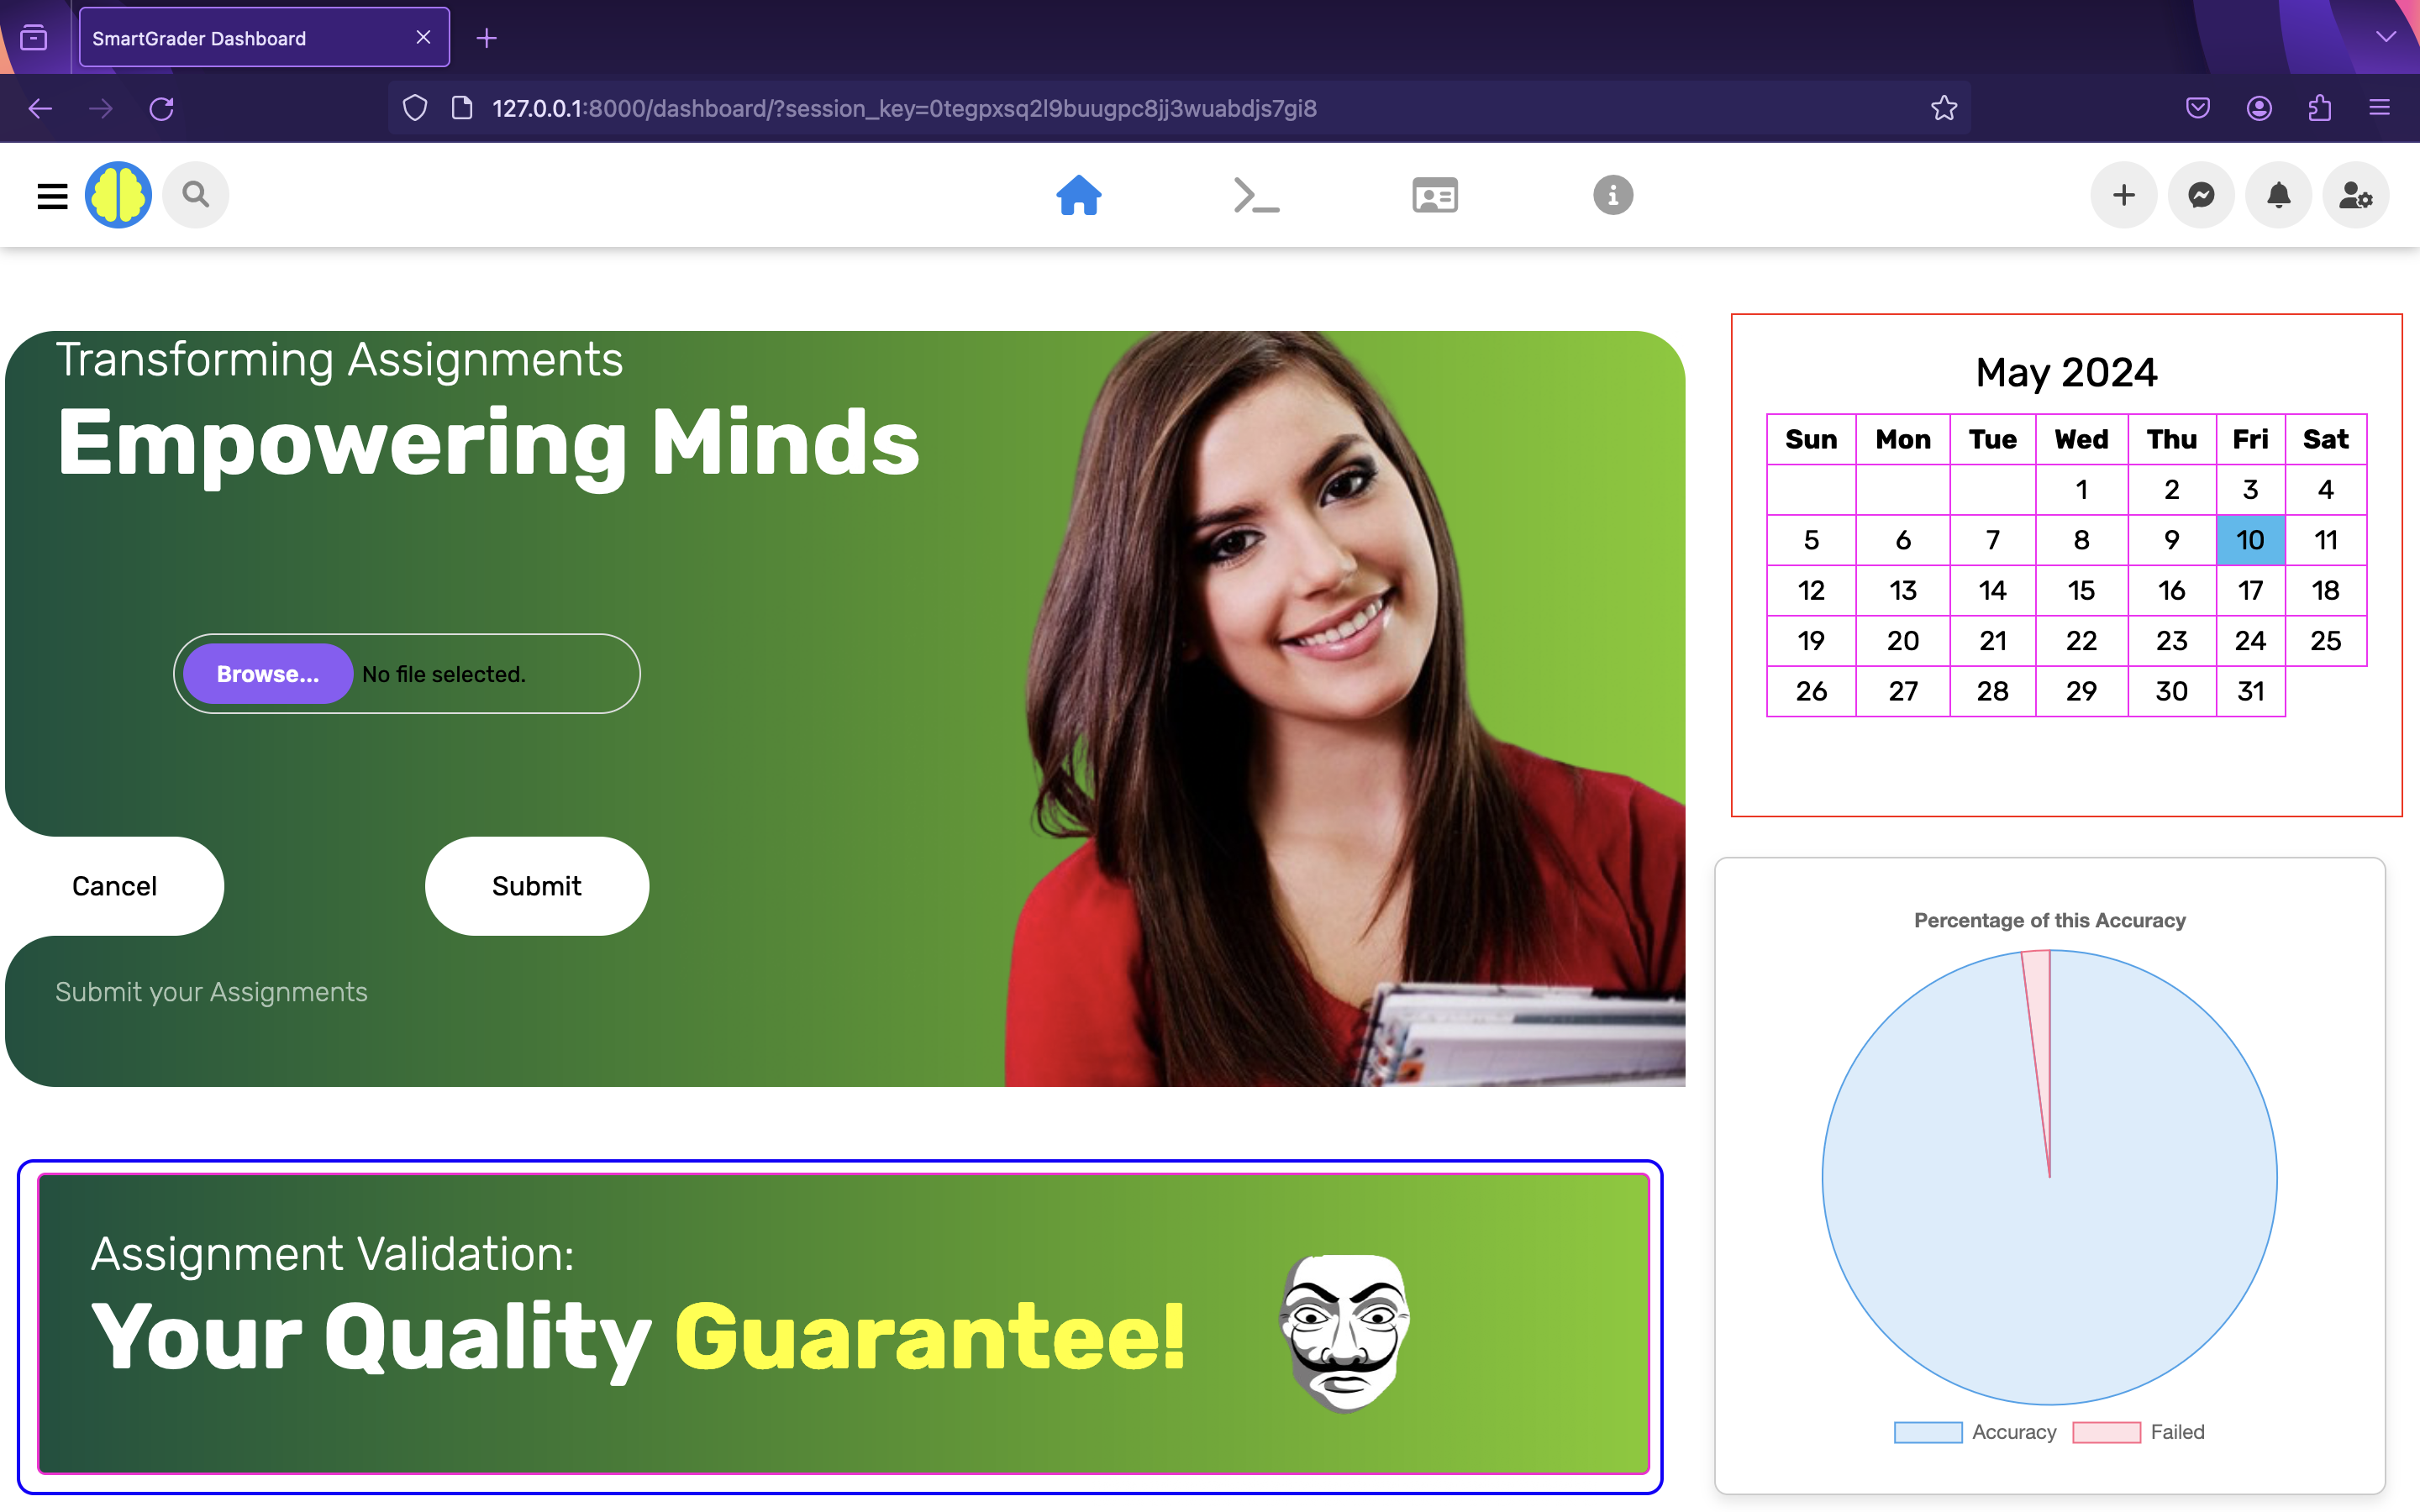 SmartGrader Dashboard
127.0.0.1:8000/dashboard/?session_key=0tegpxsq2l9buugpc8jj3wuabdjs7gi8
Transforming Assignments
Empowering Minds
Browse... No file selected.
Cancel Submit
Submit your Assignments
Assignment Validation:
Your Quality Guarantee!
May 2024
Sun Mon Tue Wed Thu Fri Sat
1 2 3 4
5 6 7 8 9 10 11
12 13 14 15 16 17 18
19 20 21 22 23 24 25
26 27 28 29 30 31
Percentage of this Accuracy
Accuracy Failed